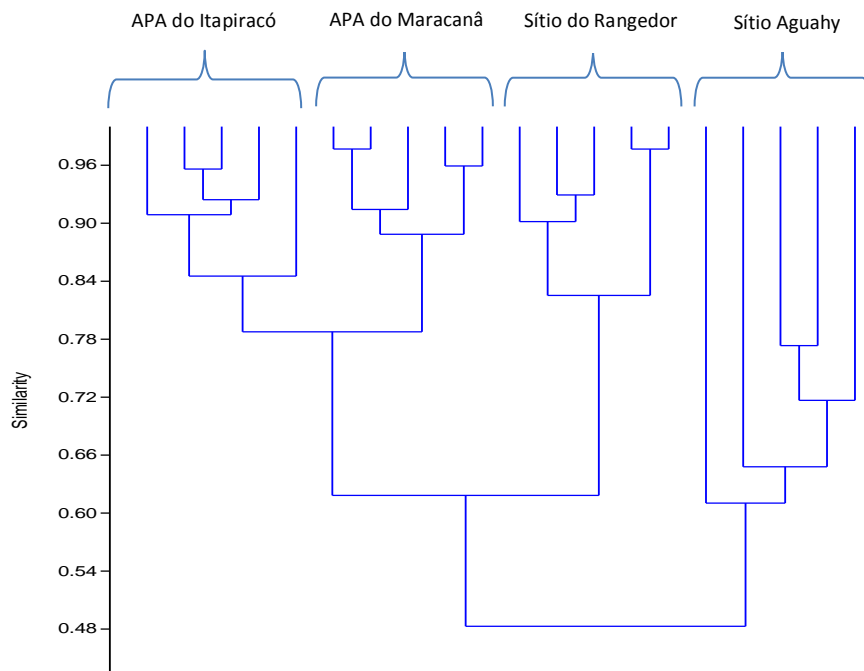 APA do Itapiracó
APA do Maracanâ
Sítio do Rangedor
Sítio Aguahy
0.96
0.90
0.84
0.78
0.72
0.66
0.60
0.54
0.48
Similarity